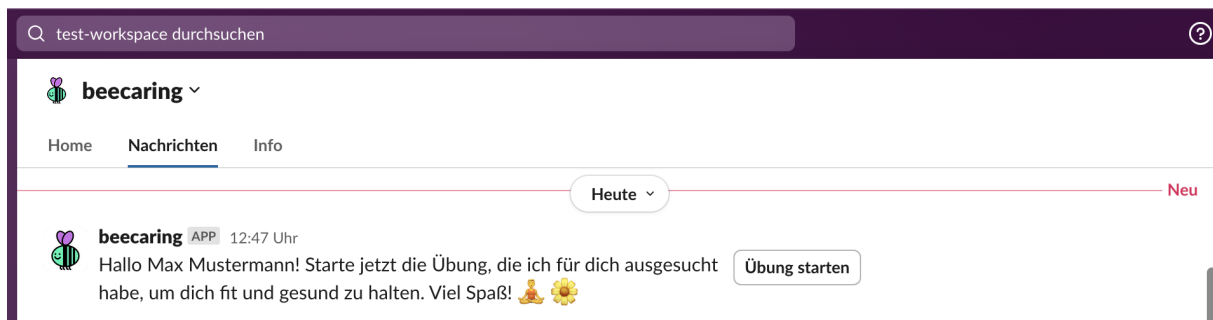 test-workspace durchsuchen
beecaring
Home Nachrichten Info
Heute
Neu
beecaring APP 12:47 Uhr
Hallo Max Mustermann! Starte jetzt die Übung, die ich für dich ausgesucht
habe, um dich fit und gesund zu halten. Viel Spaß!
Übung starten